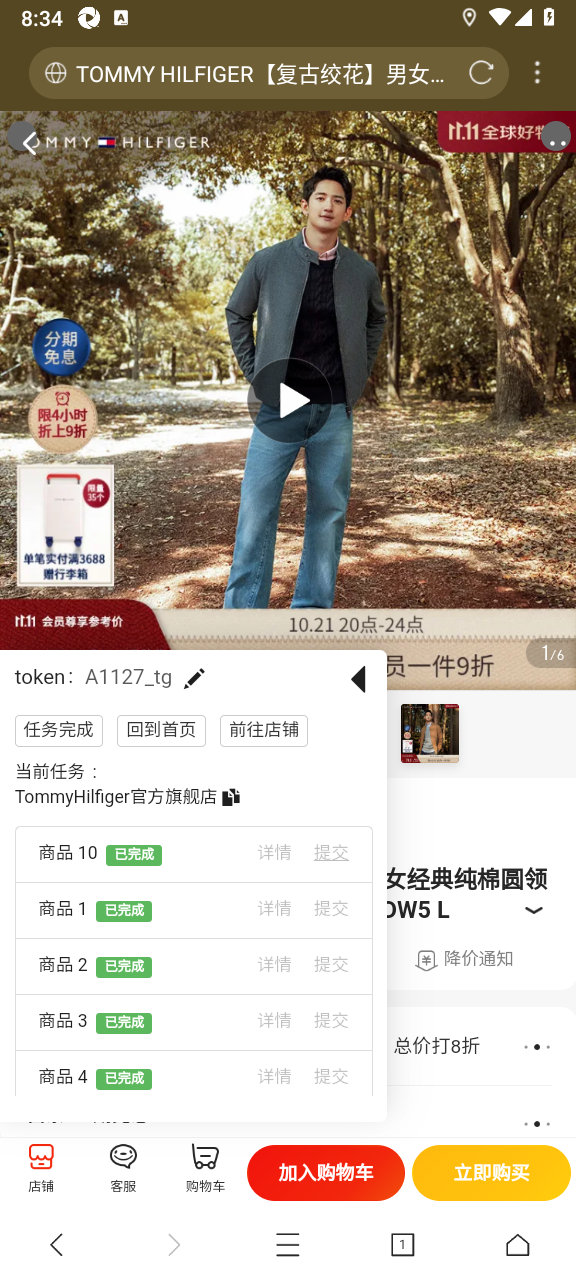 8:34
A
TOMMY HILFIGER【复古绞花】男女...
TOMMY HILFIGER
11.11全球好物
分期
免息
限4小时
折上9折
限量
35个
单笔实付满3688
赠行李箱
11.11 会员尊享参考价
10.21 20点-24点
员一件9折
1/6
token： A1127_tg
任务完成
回到首页
前往店铺
当前任务：
TommyHilfiger官方旗舰店
商品 10 已完成 详情 提交
商品 1 已完成 详情 提交
商品 2 已完成 详情 提交
商品 3 已完成 详情 提交
商品 4 已完成 详情 提交
女经典纯棉圆领
DW5 L
降价通知
总价打8折
店铺
客服
购物车
加入购物车
立即购买
1